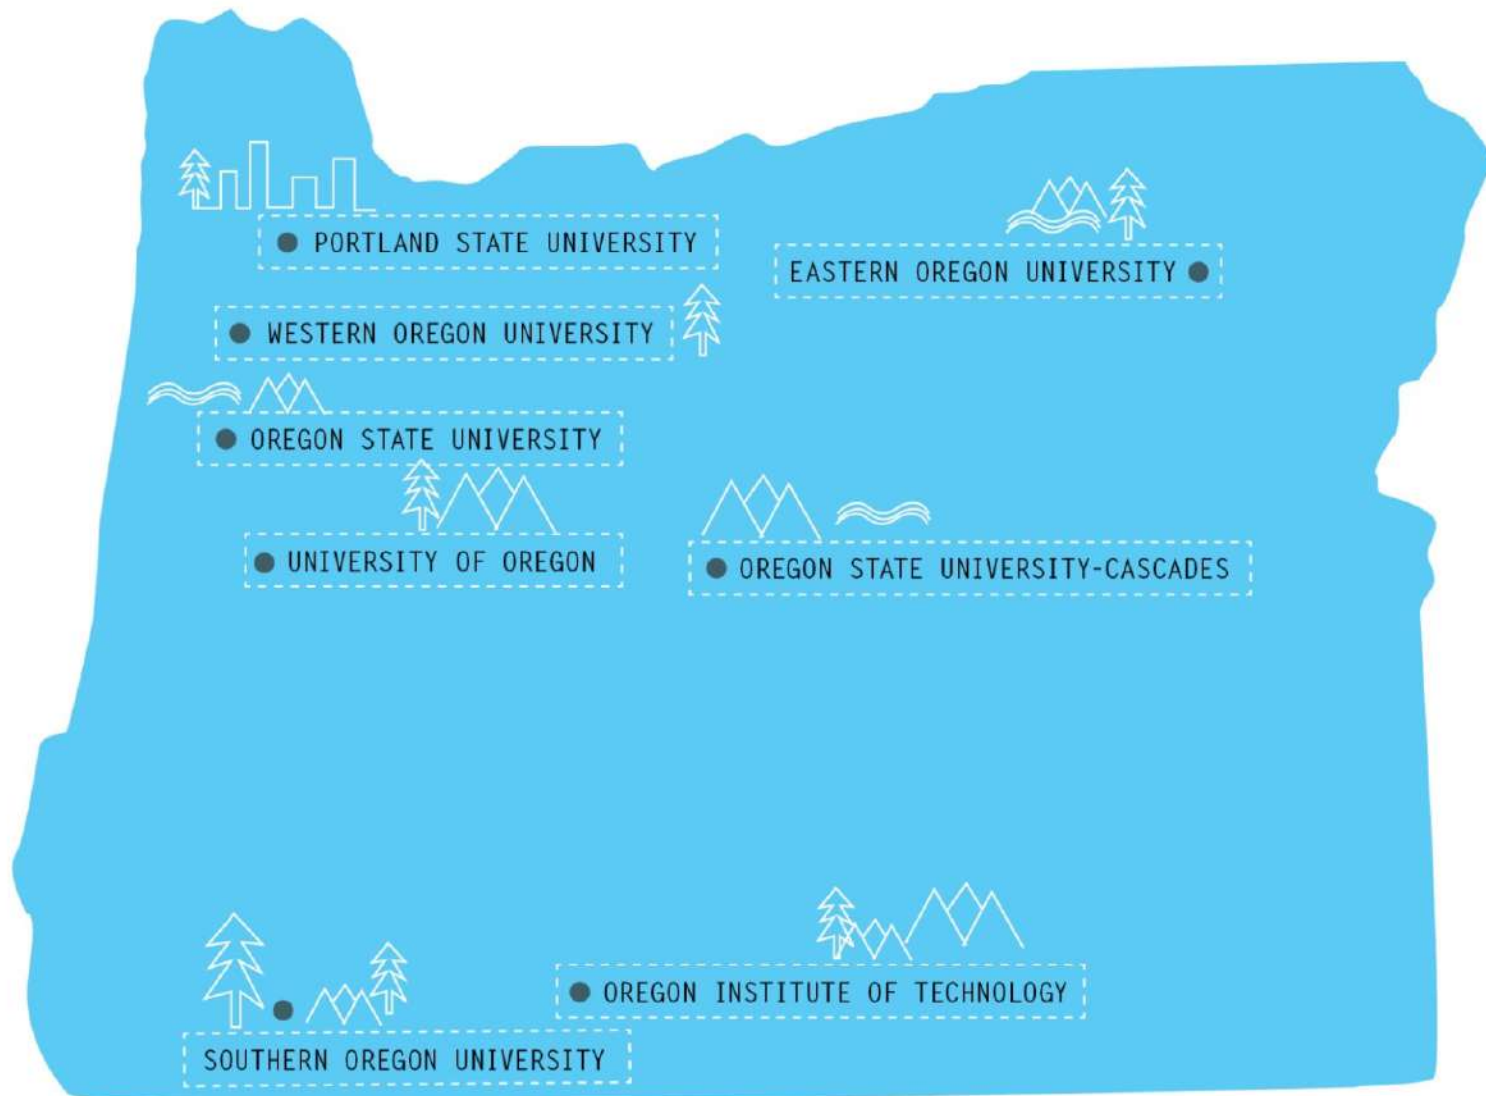 PORTLAND STATE UNIVERSITY
EASTERN OREGON UNIVERSITY
WESTERN OREGON UNIVERSITY
OREGON STATE UNIVERSITY
UNIVERSITY OF OREGON
OREGON STATE UNIVERSITY-CASCADES
OREGON INSTITUTE OF TECHNOLOGY
SOUTHERN OREGON UNIVERSITY